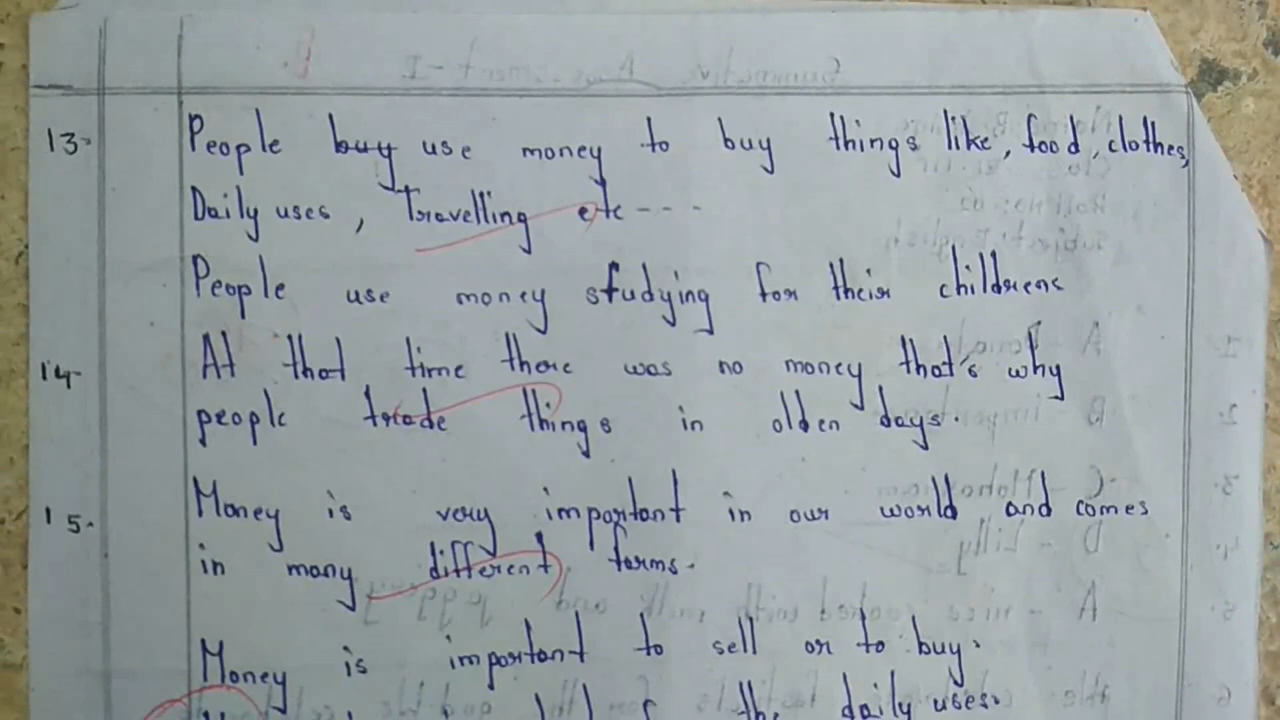 13. People buy use money to buy things like, food, clothes,
Daily uses, Travelling etc ----
People use money studying for their childrens
14. At that time there was no money that's why
people trade things in olden days.
15. Money is very important in our world and comes
in many different forms.
Money is important to sell or to buy.
the daily uses.